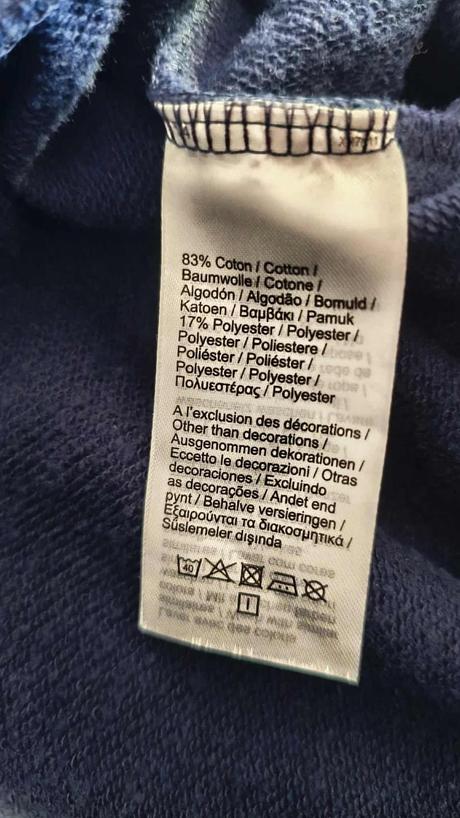 83% Coton / Cotton /
Baumwolle / Cotone /
Algodón / Algodão / Bomuld /
Katoen / Βαμβάκι / Pamuk
17% Polyester / Polyester /
Polyester / Poliestere /
Poliéster / Poliéster /
Polyester / Polyester /
Πολυεστέρας / Polyester
A l'exclusion des décorations /
Other than decorations /
Ausgenommen dekorationen /
Eccetto le decorazioni / Otras
decoraciones / Excluindo
as decorações / Andet end
pynt / Behalve versieringen /
Εξαιρούνται τα διακοσμητικά /
Süslemeler dışında
40